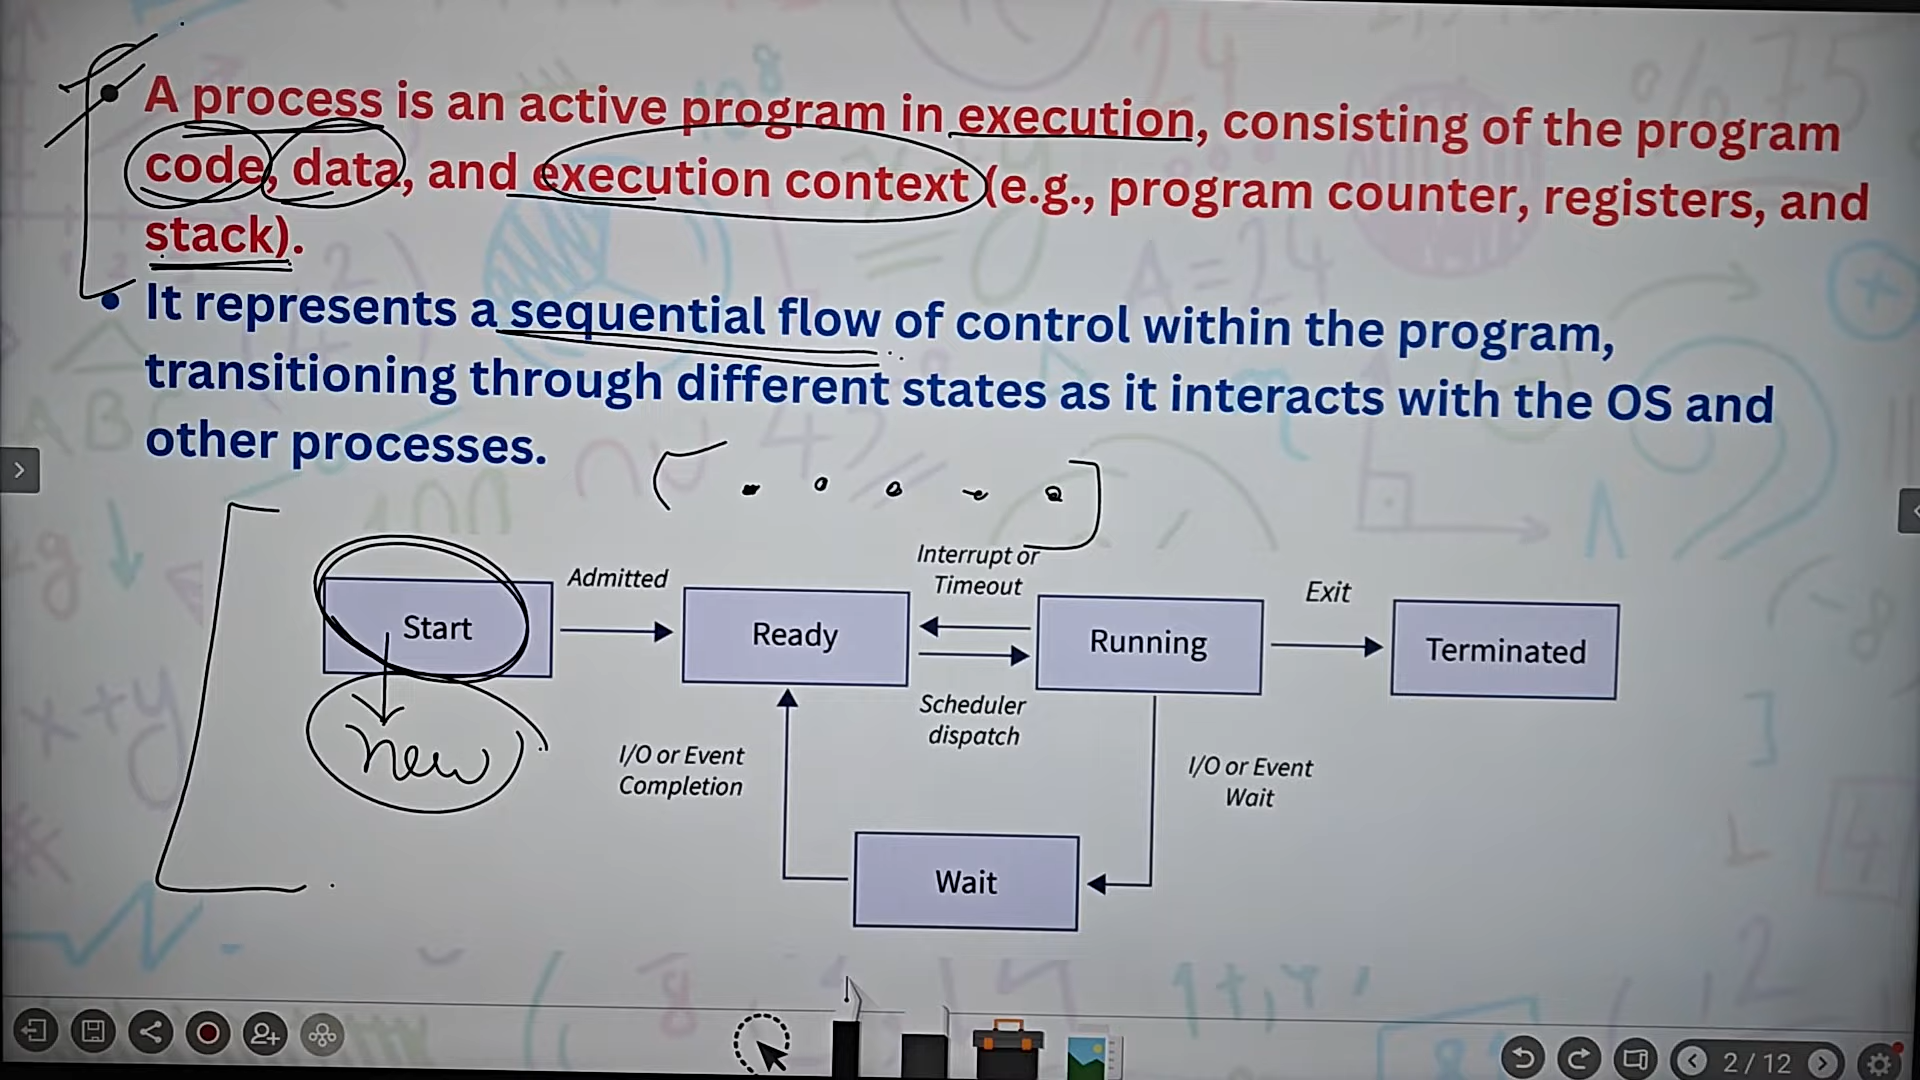 A process is an active program in execution, consisting of the program
code, data, and execution context (e.g., program counter, registers, and
stack).
It represents a sequential flow of control within the program,
transitioning through different states as it interacts with the OS and
other processes.
Start
Admitted
Ready
Interrupt or
Timeout
Running
Exit
Terminated
new
I/O or Event
Completion
Scheduler
dispatch
I/O or Event
Wait
Wait
2 / 12